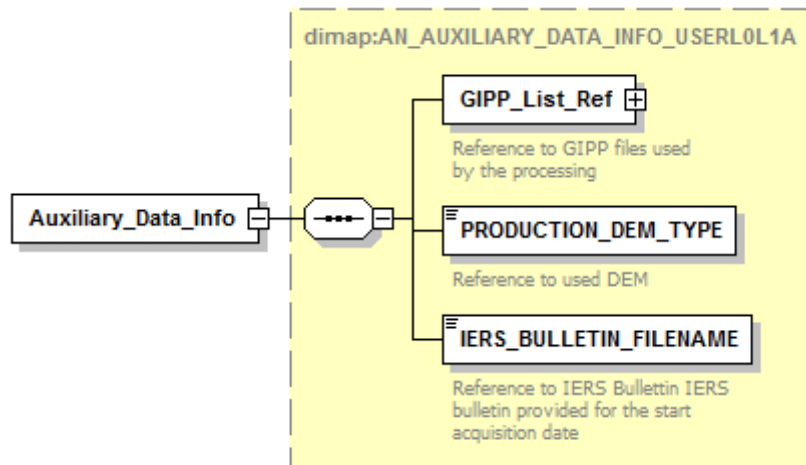 dimap:AN_AUXILIARY_DATA_INFO_USERL0L1A
GIPP_List_Ref
Reference to GIPP files used
by the processing
Auxiliary_Data_Info
PRODUCTION_DEM_TYPE
Reference to used DEM
IERS_BULLETIN_FILENAME
Reference to IERS Bullettin IERS
bulletin provided for the start
acquisition date